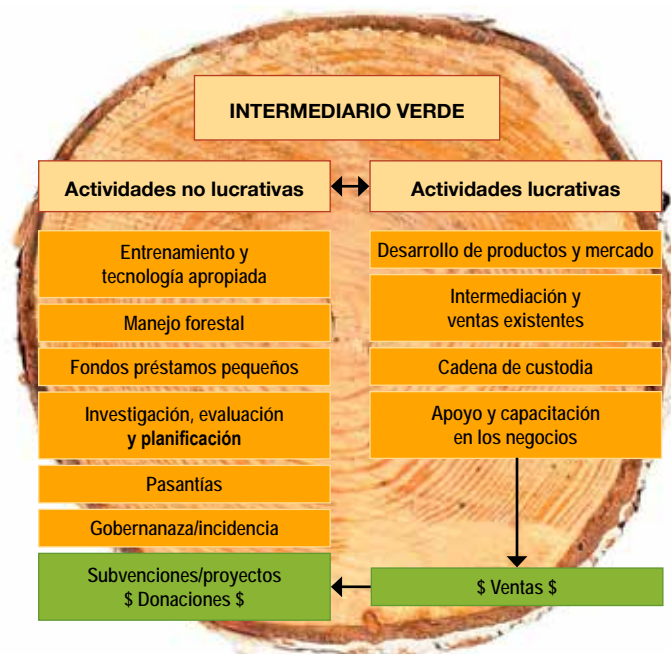 INTERMEDIARIO VERDE
Actividades no lucrativas
Entrenamiento y
tecnología apropiada
Manejo forestal
Fondos préstamos pequeños
Investigación, evaluación
y planificación
Pasantías
Gobernanaza/incidencia
Subvenciones/proyectos
$ Donaciones $
Actividades lucrativas
Desarrollo de productos y mercado
Intermediación y
ventas existentes
Cadena de custodia
Apoyo y capacitación
en los negocios
$ Ventas $